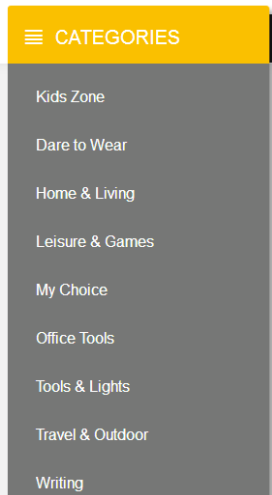 CATEGORIES
Kids Zone
Dare to Wear
Home & Living
Leisure & Games
My Choice
Office Tools
Tools & Lights
Travel & Outdoor
Writing